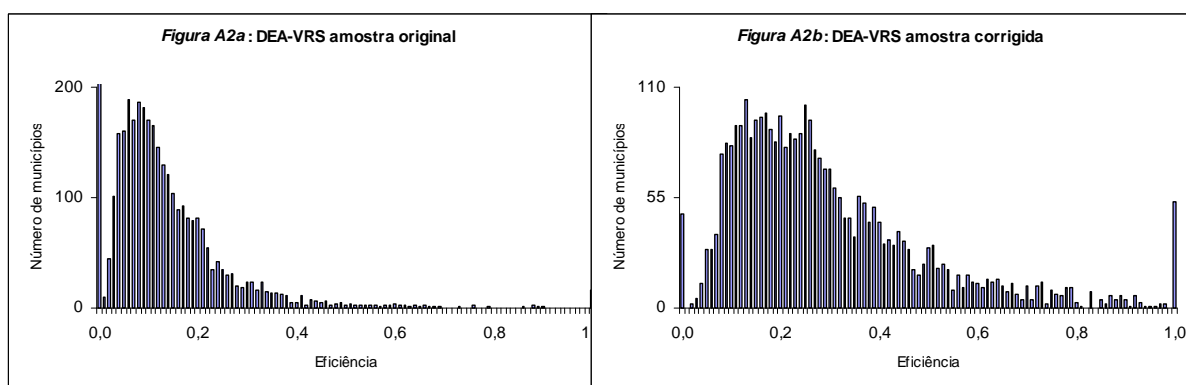 Figura A2a: DEA-VRS amostra original
Número de municípios
200
100
0
0,0 0,2 0,4 0,6 0,8 1,0
Eficiência
Figura A2b: DEA-VRS amostra corrigida
Número de municípios
110
55
0
0,0 0,2 0,4 0,6 0,8 1,0
Eficiência